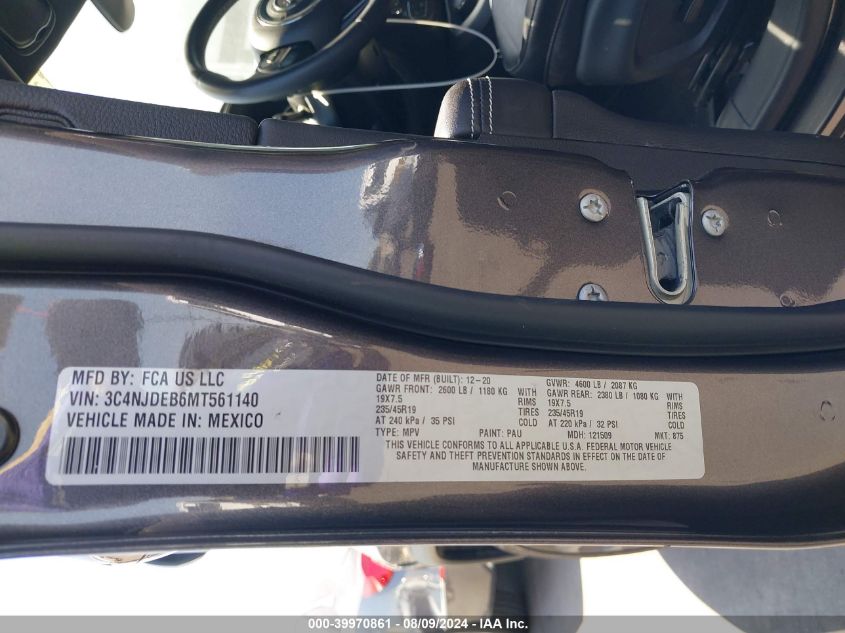 MFD BY: FCA US LLC
VIN: 3C4NJDEB6MT561140
VEHICLE MADE IN: MEXICO
DATE OF MFR (BUILT): 12-20
GAWR FRONT: 2600 LB / 1180 KG WITH
19X7.5 RIMS
235/45R19 TIRES
AT 240 kPa / 35 PSI COLD
TYPE: MPV PAINT: PAU
GVWR: 4600 LB / 2087 KG
GAWR REAR: 2380 LB / 1080 KG WITH
19X7.5 RIMS
235/45R19 TIRES
AT 220 kPa / 32 PSI COLD
MDH: 121509 MKT: 875
THIS VEHICLE CONFORMS TO ALL APPLICABLE U.S.A. FEDERAL MOTOR VEHICLE
SAFETY AND THEFT PREVENTION STANDARDS IN EFFECT ON THE DATE OF
MANUFACTURE SHOWN ABOVE.
000-39970861 - 08/09/2024 - IAA Inc.